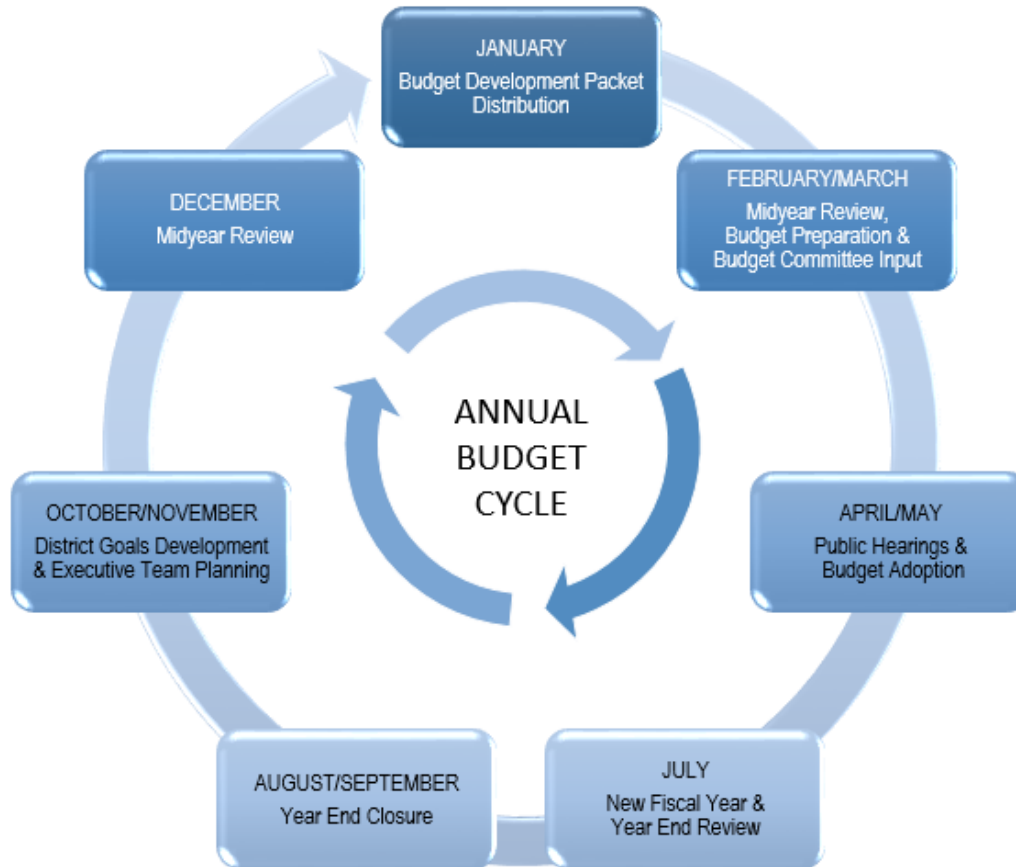 JANUARY
Budget Development Packet
Distribution
FEBRUARY/MARCH
Midyear Review,
Budget Preparation &
Budget Committee Input
APRIL/MAY
Public Hearings &
Budget Adoption
JULY
New Fiscal Year &
Year End Review
AUGUST/SEPTEMBER
Year End Closure
OCTOBER/NOVEMBER
District Goals Development
& Executive Team Planning
DECEMBER
Midyear Review
ANNUAL
BUDGET
CYCLE